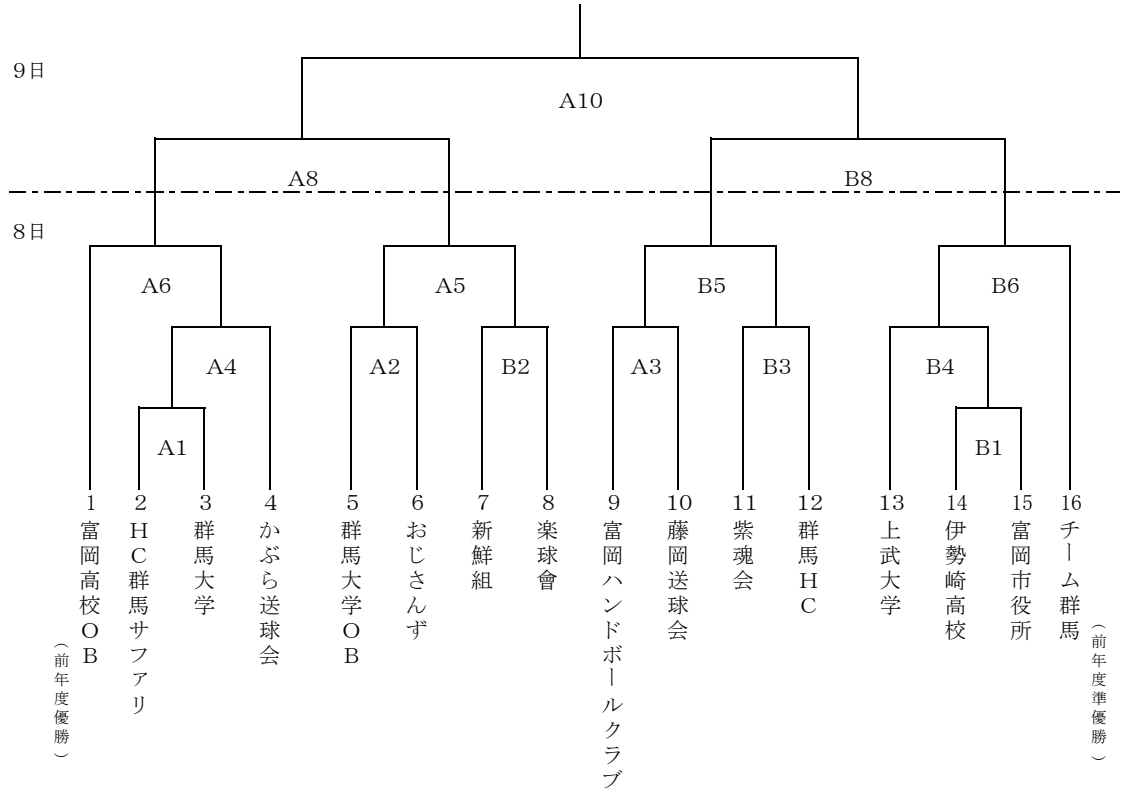 9日
A10
A8
B8
8日
A6
A5
B5
B6
A4
A2
B2
A3
B3
B4
A1
B1
1
2
3
4
5
6
7
8
9
10
11
12
13
14
15
16
富岡高校OB
（前年度優勝）
HC群馬サファリ
群馬大学
かぶら送球会
群馬大学OB
おじさんず
新鮮組
楽球會
富岡ハンドボールクラブ
藤岡送球会
紫魂会
群馬HC
上武大学
伊勢崎高校
富岡市役所
チーム群馬
（前年度準優勝）